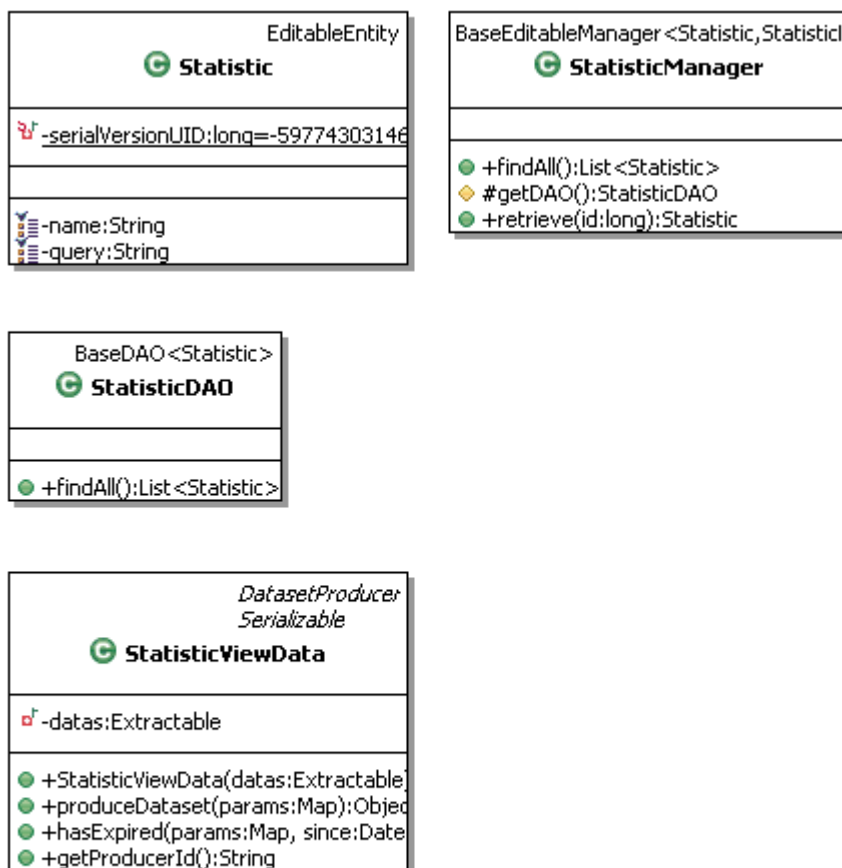 EditableEntity
Statistic
-serialVersionUID:long=-59774303146
-name:String
-query:String
BaseEditableManager<Statistic,StatisticI
StatisticManager
+findAll():List<Statistic>
#getDAO():StatisticDAO
+retrieve(id:long):Statistic
BaseDAO<Statistic>
StatisticDAO
+findAll():List<Statistic>
DatasetProducer
Serializable
StatisticViewData
-datas:Extractable
+StatisticViewData(datas:Extractable)
+produceDataset(params:Map):Objec
+hasExpired(params:Map, since:Date
+getProducerId():String